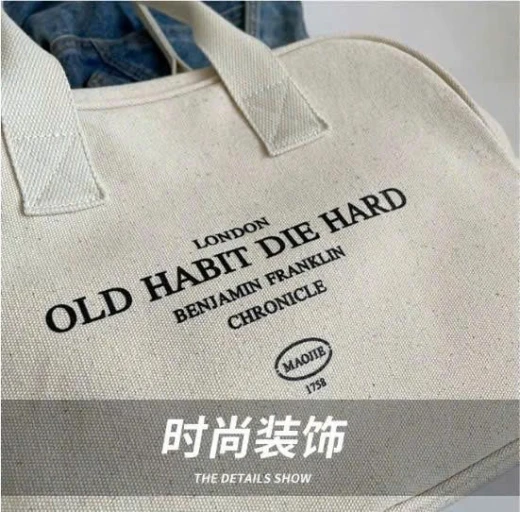 LONDON
OLD HABIT DIE HARD
BENJAMIN FRANKLIN
CHRONICLE
MAOJIE
1758
时尚装饰
THE DETAILS SHOW